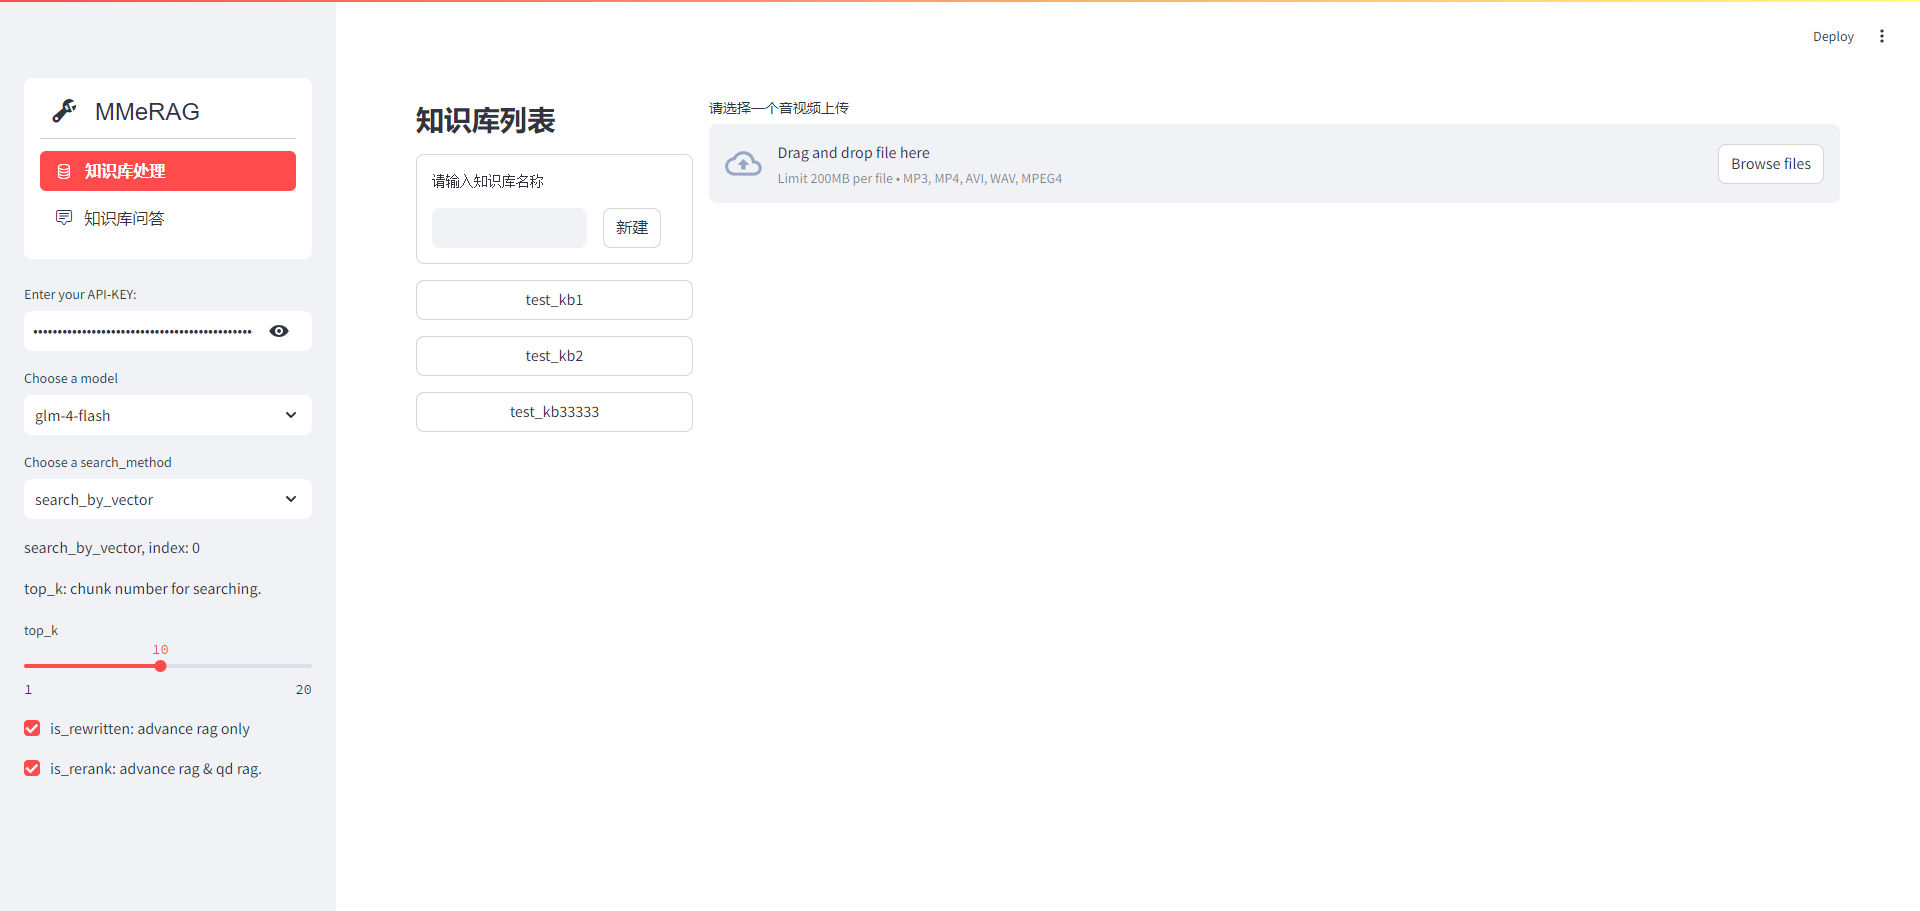 Deploy
MMeRAG
知识库处理
知识库问答
Enter your API-KEY:
Choose a model
glm-4-flash
Choose a search_method
search_by_vector
search_by_vector, index: 0
top_k: chunk number for searching.
top_k
10
1
20
is_rewritten: advance rag only
is_rerank: advance rag & qd rag.
知识库列表
请输入知识库名称
新建
test_kb1
test_kb2
test_kb33333
请选择一个音视频上传
Drag and drop file here
Limit 200MB per file • MP3, MP4, AVI, WAV, MPEG4
Browse files